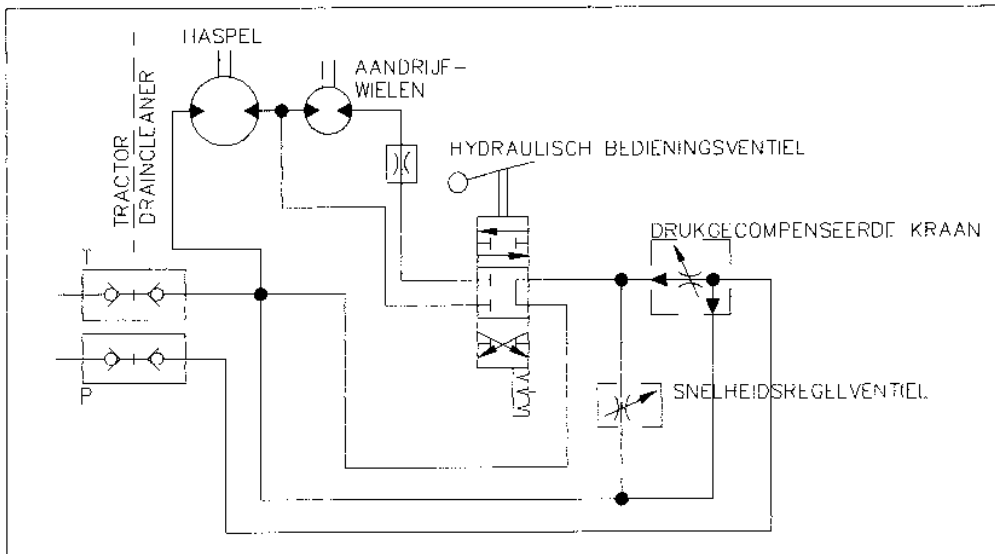 HASPEL
AANDRIJF-
WIELEN
TRACTOR
DRAINCLEANER
HYDRAULISCH BEDIENINGSVENTIEL
DRUKGECOMPENSEERDE KRAAN
T
P
SNELHEIDSREGELVENTIEL